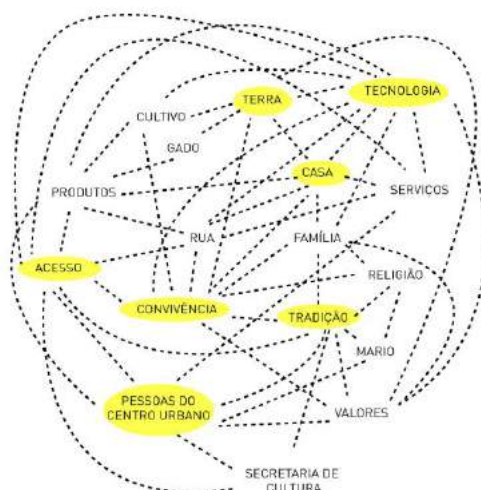 TECNOLOGIA
TERRA
CULTIVO
GADO
CASA
PRODUTOS
SERVIÇOS
RUA
FAMÍLIA
ACESSO
RELIGIÃO
CONVIVÊNCIA
TRADIÇÃO
MARIO
PESSOAS DO
CENTRO URBANO
VALORES
SECRETARIA DE
CULTURA